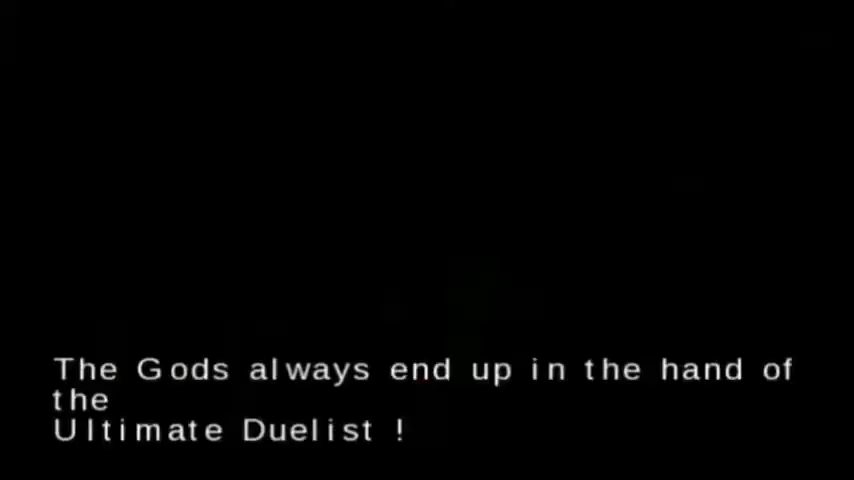 The Gods always end up in the hand of
the
Ultimate Duelist !